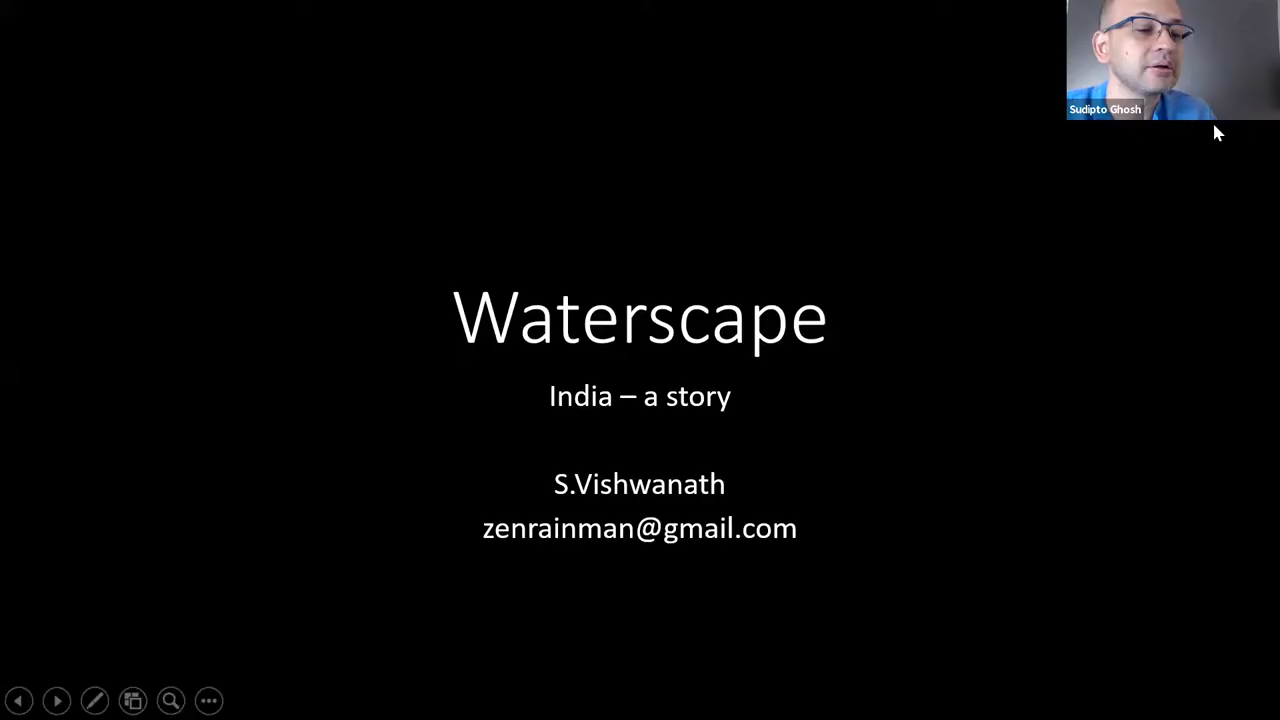 Sudipto Ghosh
Waterscape
India – a story
S.Vishwanath
zenrainman@gmail.com